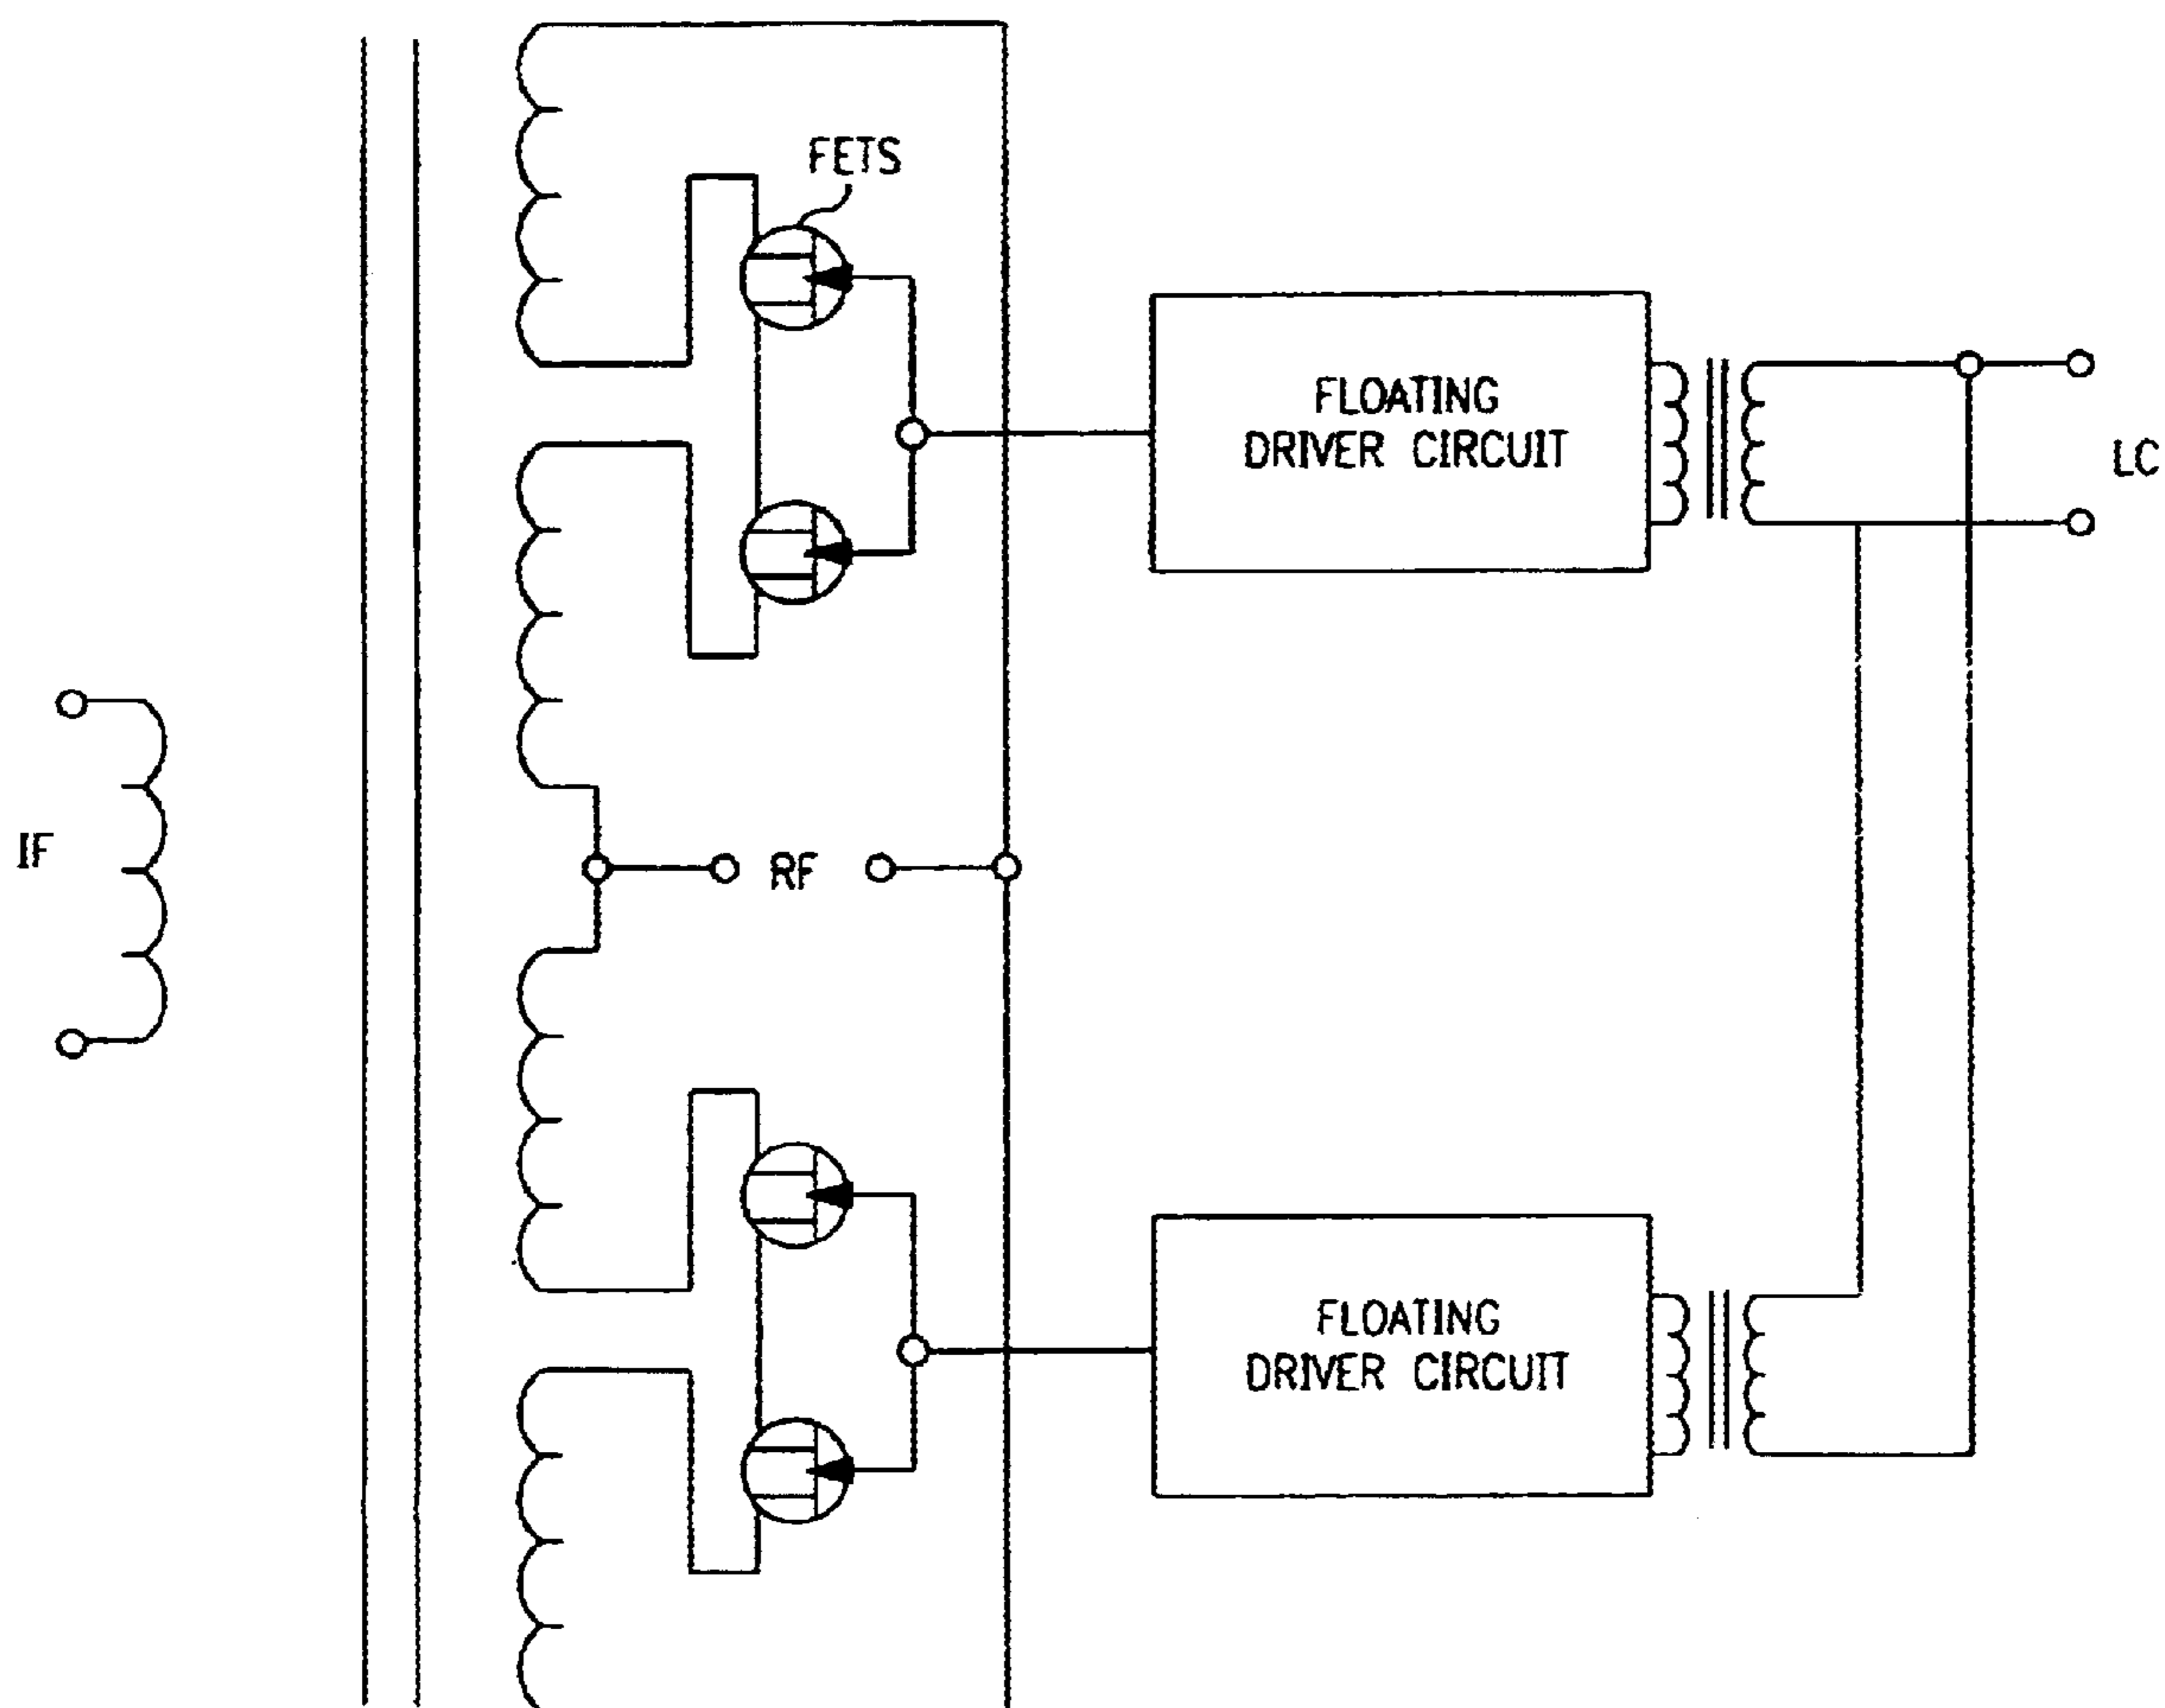 FETS
FLOATING
DRIVER CIRCUIT
LC
IF
RF
FLOATING
DRIVER CIRCUIT